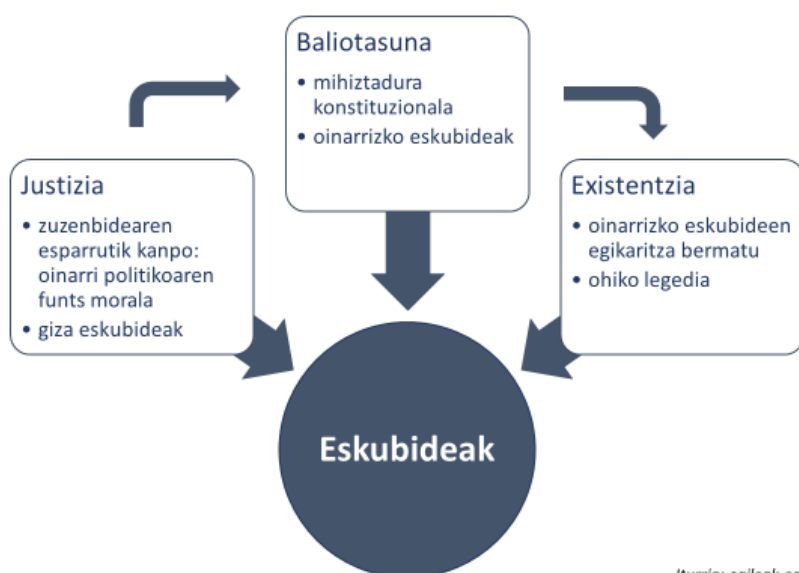 Baliotasuna
• mihiztadura
konstituzionala
• oinarrizko eskubideak
Justizia
• zuzenbidearen
esparrutik kanpo:
oinarri politikoaren
funts morala
• giza eskubideak
Existentzia
• oinarrizko eskubideen
egikaritza bermatu
• ohiko legedia
Eskubideak